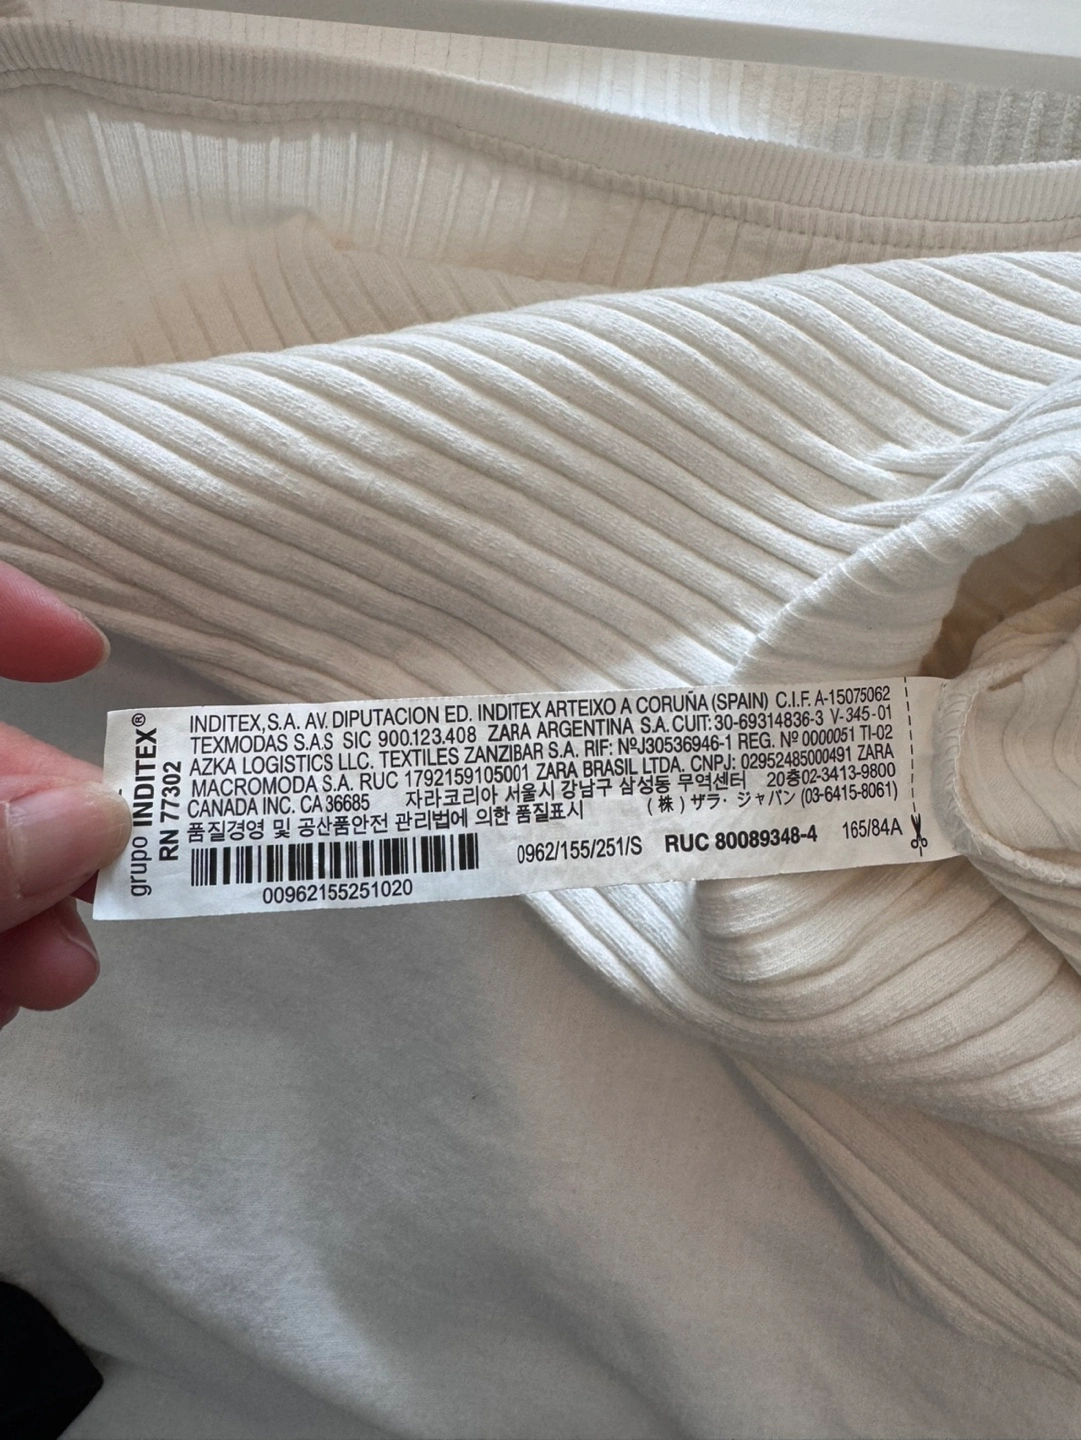 grupo INDITEX®
RN 77302
INDITEX,S.A. AV. DIPUTACION ED. INDITEX ARTEIXO A CORUÑA (SPAIN) C.I.F. A-15075062
TEXMODAS S.A.S SIC 900.123.408 ZARA ARGENTINA S.A. CUIT: 30-69314836-3 V-345-01
AZKA LOGISTICS LLC. TEXTILES ZANZIBAR S.A. RIF: NºJ30536946-1 REG. Nº 0000051 TI-02
MACROMODA S.A. RUC 1792159105001 ZARA BRASIL LTDA. CNPJ: 02952485000491 ZARA
CANADA INC. CA 36685 자라코리아 서울시 강남구 삼성동 무역센터 20층02-3413-9800
품질경영 및 공산품안전 관리법에 의한 품질표시 (株) ザラ・ジャパン (03-6415-8061)
0962/155/251/S RUC 80089348-4 165/84A
00962155251020